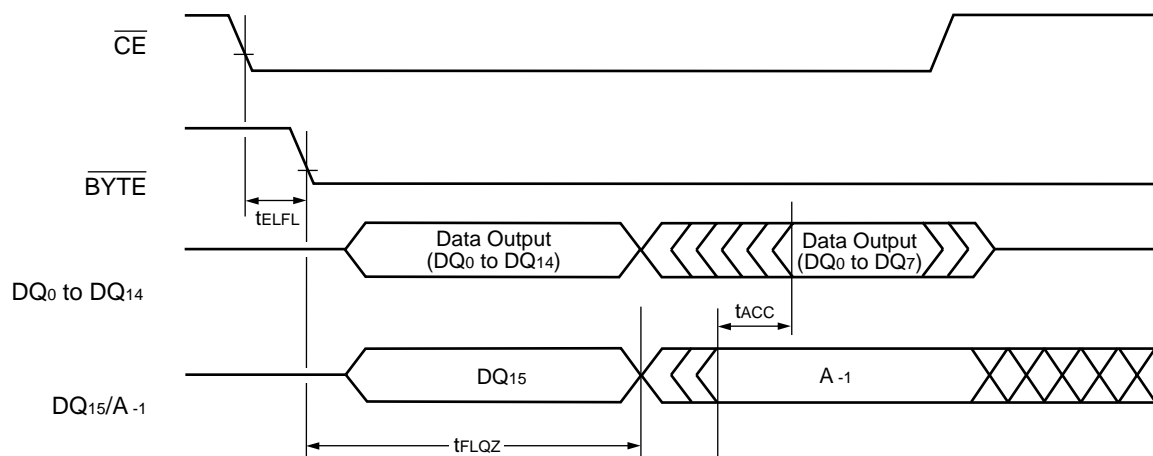 CE
BYTE
tELFL
Data Output
(DQ0 to DQ14)
Data Output
(DQ0 to DQ7)
DQ0 to DQ14
tACC
DQ15
A -1
DQ15/A -1
tFLQZ